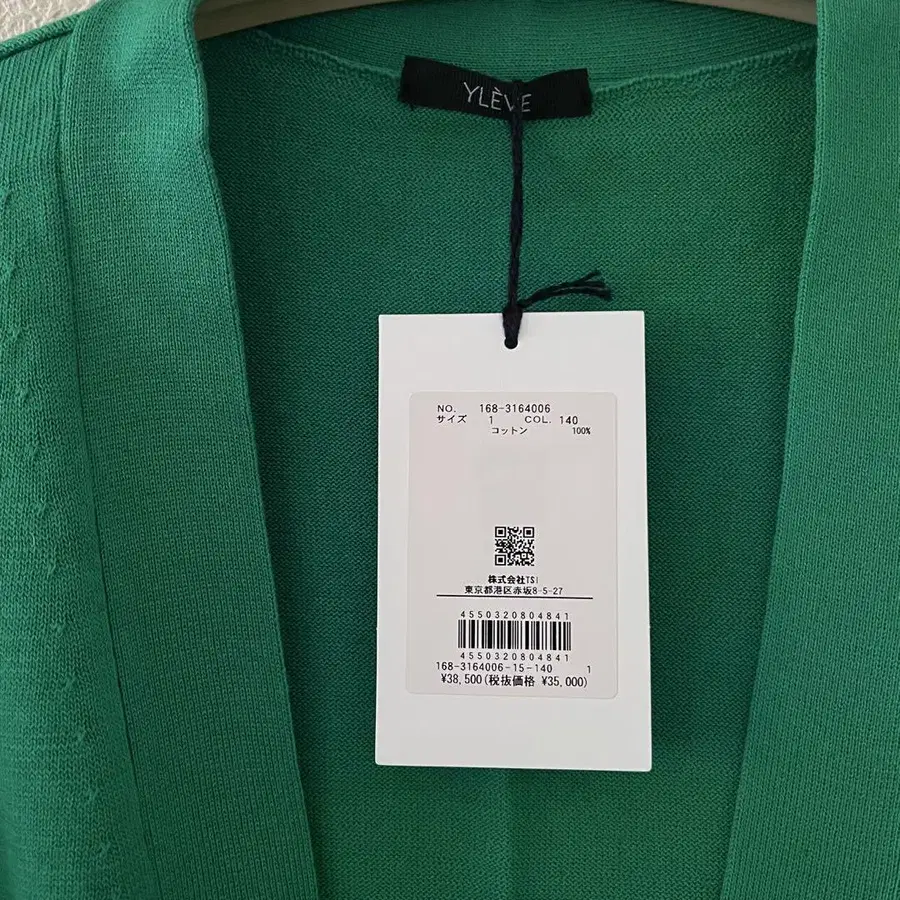 YLÈVE
NO. 168-3164006
サイズ 1 COL. 140
コットン 100%
株式会社TSI
東京都港区赤坂8-5-27
4550320804841
4550320804841
168-3164006-15-140 1
¥38,500(税抜価格 ¥35,000)